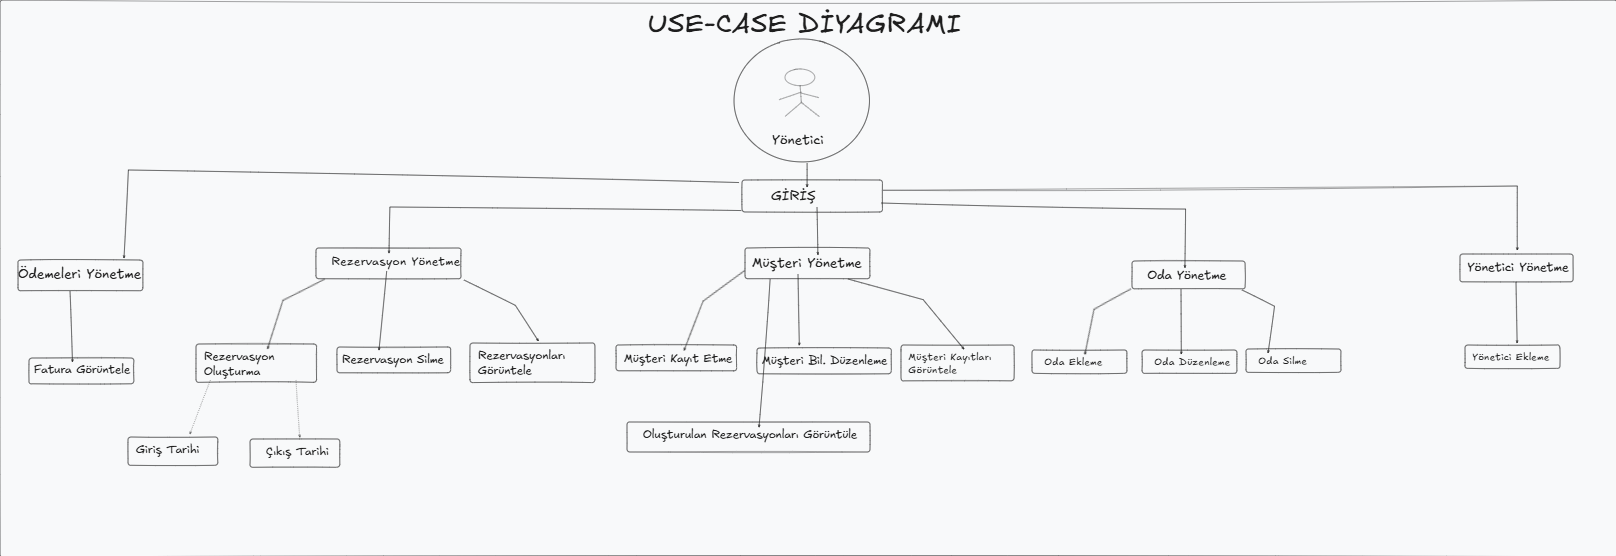 USE-CASE DİYAGRAMI
Yönetici
GİRİŞ
Ödemeleri Yönetme
Rezervasyon Yönetme
Müşteri Yönetme
Oda Yönetme
Yönetici Yönetme
Fatura Görüntele
Rezervasyon
Oluşturma
Rezervasyon Silme
Rezervasyonları
Görüntele
Müşteri Kayıt Etme
Müşteri Bil. Düzenleme
Müşteri Kayıtları
Görüntele
Oda Ekleme
Oda Düzenleme
Oda Silme
Yönetici Ekleme
Giriş Tarihi
Çıkış Tarihi
Oluşturulan Rezervasyonları Görüntüle